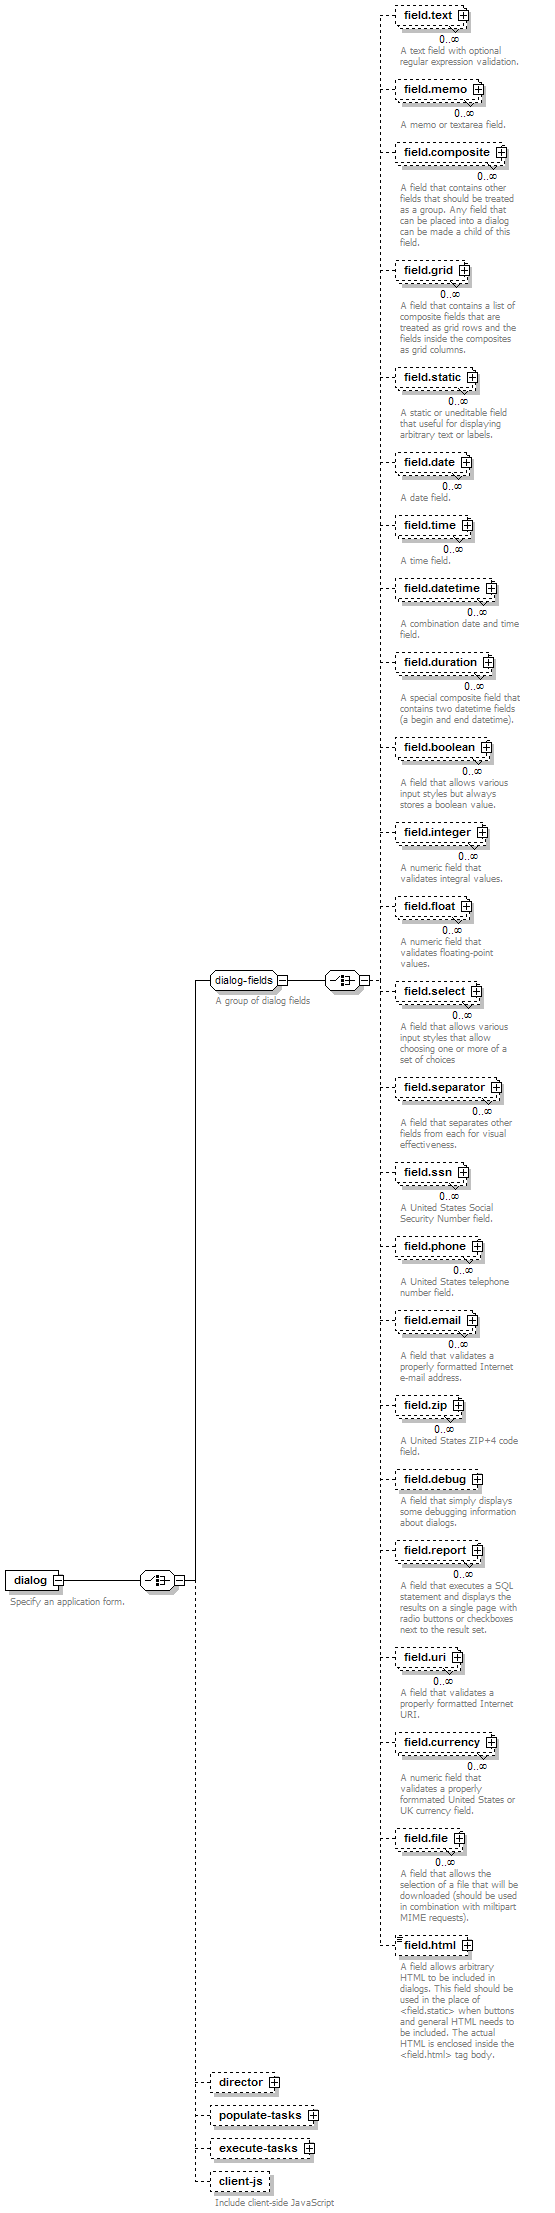 field.text
0..∞
A text field with optional
regular expression validation.
field.memo
0..∞
A memo or textarea field.
field.composite
0..∞
A field that contains other
fields that should be treated
as a group. Any field that
can be placed into a dialog
can be made a child of this
field.
field.grid
0..∞
A field that contains a list of
composite fields that are
treated as grid rows and the
fields inside the composites
as grid columns.
field.static
0..∞
A static or uneditable field
that useful for displaying
arbitrary text or labels.
field.date
0..∞
A date field.
field.time
0..∞
A time field.
field.datetime
0..∞
A combination date and time
field.
field.duration
0..∞
A special composite field that
contains two datetime fields
(a begin and end datetime).
field.boolean
0..∞
A field that allows various
input styles but always
stores a boolean value.
field.integer
0..∞
A numeric field that
validates integral values.
field.float
0..∞
A numeric field that
validates floating-point
values.
dialog-fields
A group of dialog fields
field.select
0..∞
A field that allows various
input styles that allow
choosing one or more of a
set of choices
field.separator
0..∞
A field that separates other
fields from each for visual
effectiveness.
field.ssn
0..∞
A United States Social
Security Number field.
field.phone
0..∞
A United States telephone
number field.
field.email
0..∞
A field that validates a
properly formatted Internet
e-mail address.
field.zip
0..∞
A United States ZIP+4 code
field.
field.debug
A field that simply displays
some debugging information
about dialogs.
field.report
0..∞
A field that executes a SQL
statement and displays the
results on a single page with
radio buttons or checkboxes
next to the result set.
dialog
Specify an application form.
field.uri
0..∞
A field that validates a
properly formatted Internet
URI.
field.currency
0..∞
A numeric field that
validates a properly
formmated United States or
UK currency field.
field.file
0..∞
A field that allows the
selection of a file that will be
downloaded (should be used
in combination with miltipart
MIME requests).
field.html
A field allows arbitrary
HTML to be included in
dialogs. This field should be
used in the place of
<field.static> when buttons
and general HTML needs to
be included. The actual
HTML is enclosed inside the
<field.html> tag body.
director
populate-tasks
execute-tasks
client-js
Include client-side JavaScript